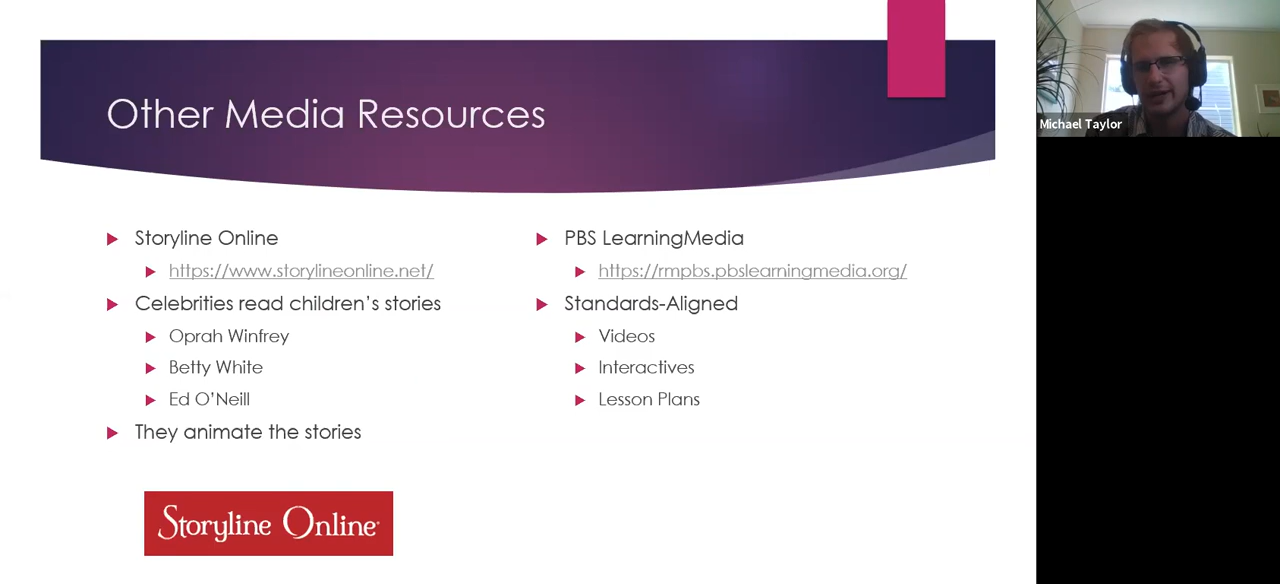 Other Media Resources
Michael Taylor
Storyline Online
https://www.storylineonline.net/
Celebrities read children’s stories
Oprah Winfrey
Betty White
Ed O’Neill
They animate the stories
Storyline Online
PBS LearningMedia
https://rmpbs.pbslearningmedia.org/
Standards-Aligned
Videos
Interactives
Lesson Plans